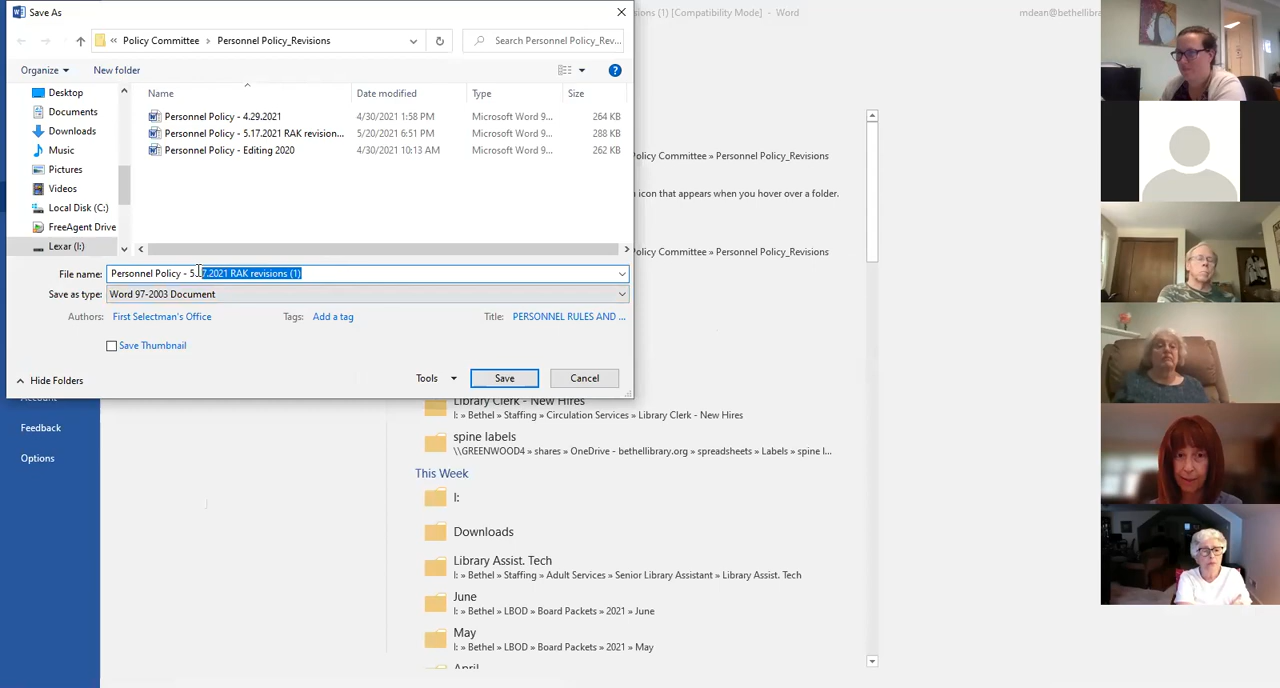 Save As
isions (1) [Compatibility Mode] - Word
mdean@bethellibra
« Policy Committee > Personnel Policy_Revisions
Search Personnel Policy_Rev...
Organize
New folder
?
Name
Date modified
Type
Size
Desktop
Documents
Downloads
Music
Pictures
Videos
Local Disk (C:)
FreeAgent Drive
Lexar (I:)
Personnel Policy - 4.29.2021 4/30/2021 1:58 PM Microsoft Word 9... 264 KB
Personnel Policy - 5.17.2021 RAK revision... 5/20/2021 6:51 PM Microsoft Word 9... 288 KB
Personnel Policy - Editing 2020 4/30/2021 10:13 AM Microsoft Word 9... 262 KB
File name: Personnel Policy - 5.17.2021 RAK revisions (1)
Save as type: Word 97-2003 Document
Authors: First Selectman's Office
Tags: Add a tag
Title: PERSONNEL RULES AND ...
Save Thumbnail
Hide Folders
Tools
Save
Cancel
Policy Committee » Personnel Policy_Revisions
icon that appears when you hover over a folder.
Policy Committee » Personnel Policy_Revisions
Account
Feedback
Options
Library Clerk - New Hires
I: » Bethel » Staffing » Circulation Services » Library Clerk - New Hires
spine labels
\\GREENWOOD4 » shares » OneDrive - bethellibrary.org » spreadsheets » Labels » spine l...
This Week
I:
Downloads
Library Assist. Tech
I: » Bethel » Staffing » Adult Services » Senior Library Assistant » Library Assist. Tech
June
I: » Bethel » LBOD » Board Packets » 2021 » June
May
I: » Bethel » LBOD » Board Packets » 2021 » May
April